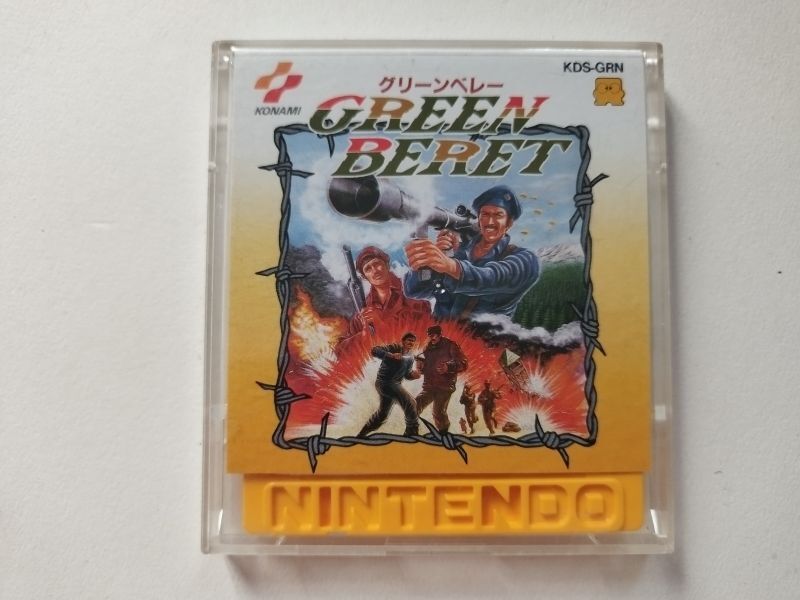 KONAMI
KDS-GRN
グリーンベレー
GREEN
BERET
NINTENDO